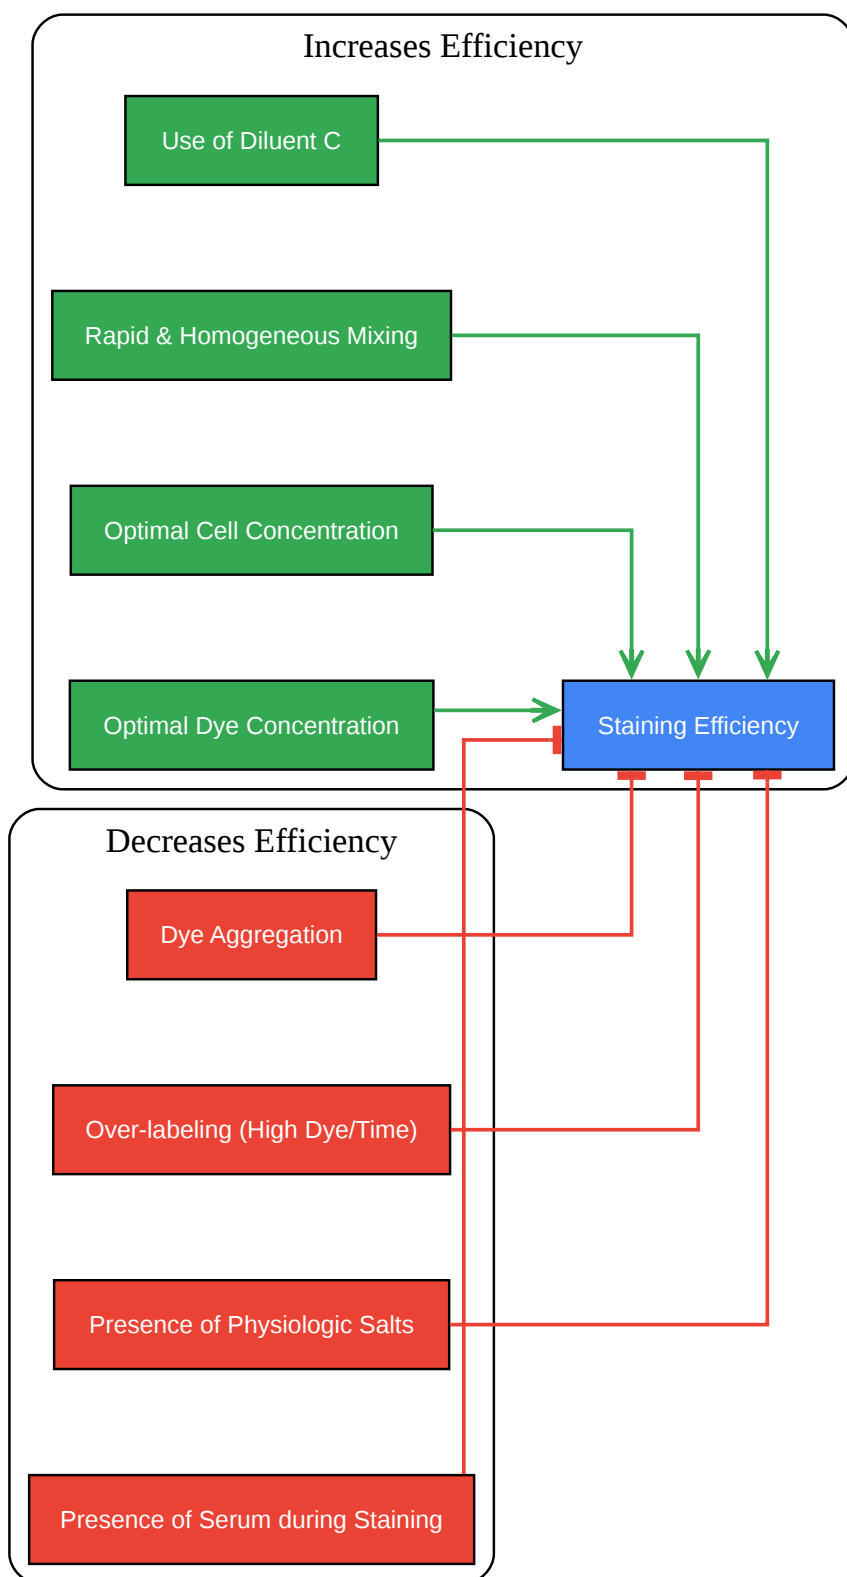 Increases Efficiency
Use of Diluent C
Rapid & Homogeneous Mixing
Optimal Cell Concentration
Optimal Dye Concentration
Staining Efficiency
Decreases Efficiency
Dye Aggregation
Over-labeling (High Dye/Time)
Presence of Physiologic Salts
Presence of Serum during Staining